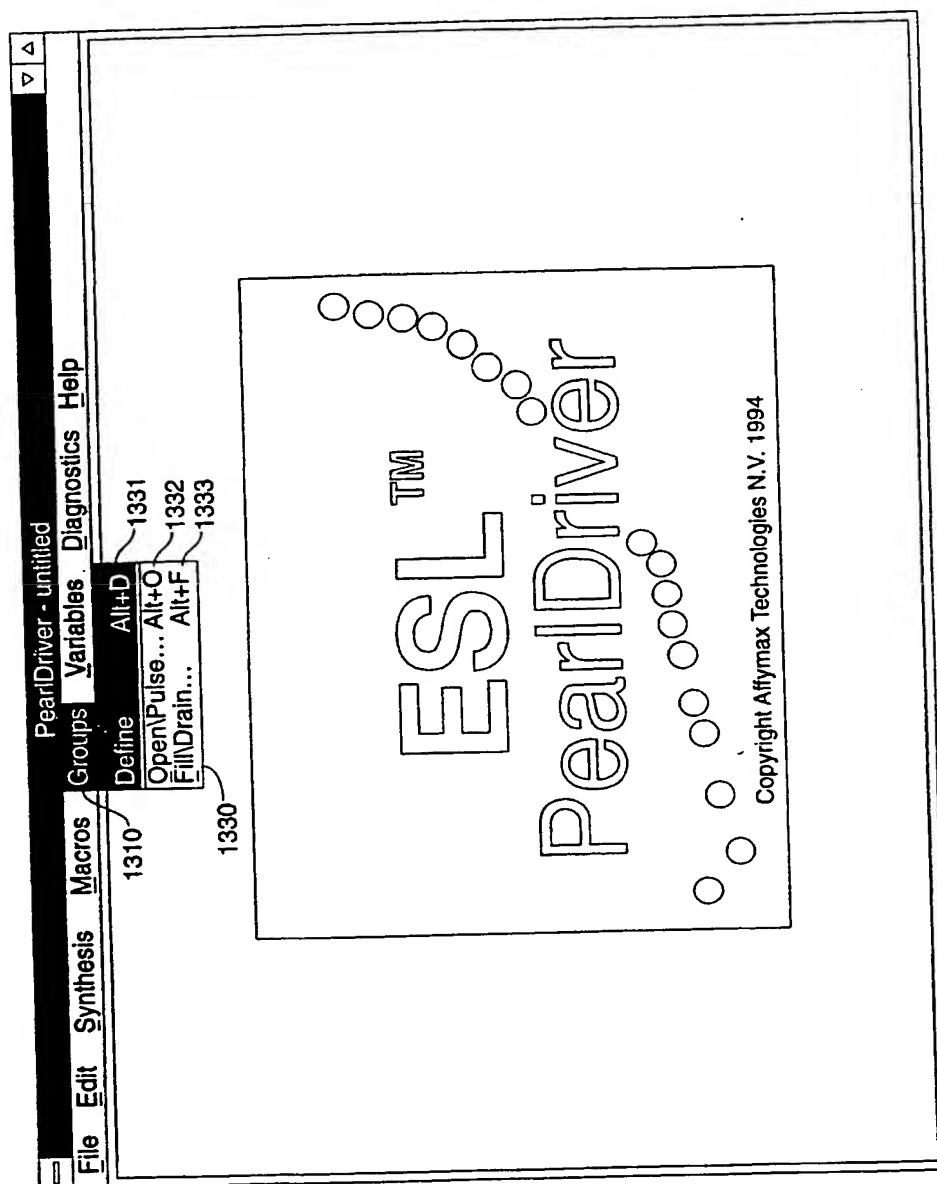 PearlDriver - untitled
File Edit Synthesis Macros Groups Variables Diagnostics Help
1310
Define Alt+D 1331
Open\Pulse... Alt+O 1332
Fill\Drain... Alt+F 1333
1330
ESL™
PearlDriver
Copyright Affymax Technologies N.V. 1994